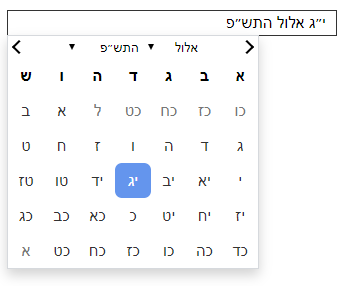 י״ג אלול התש״פ
אלול ▼ התש״פ ▼
א ב ג ד ה ו ש
כו כז כח כט ל א ב
ג ד ה ו ז ח ט
י יא יב יג יד טו טז
יז יח יט כ כא כב כג
כד כה כו כז כח כט א